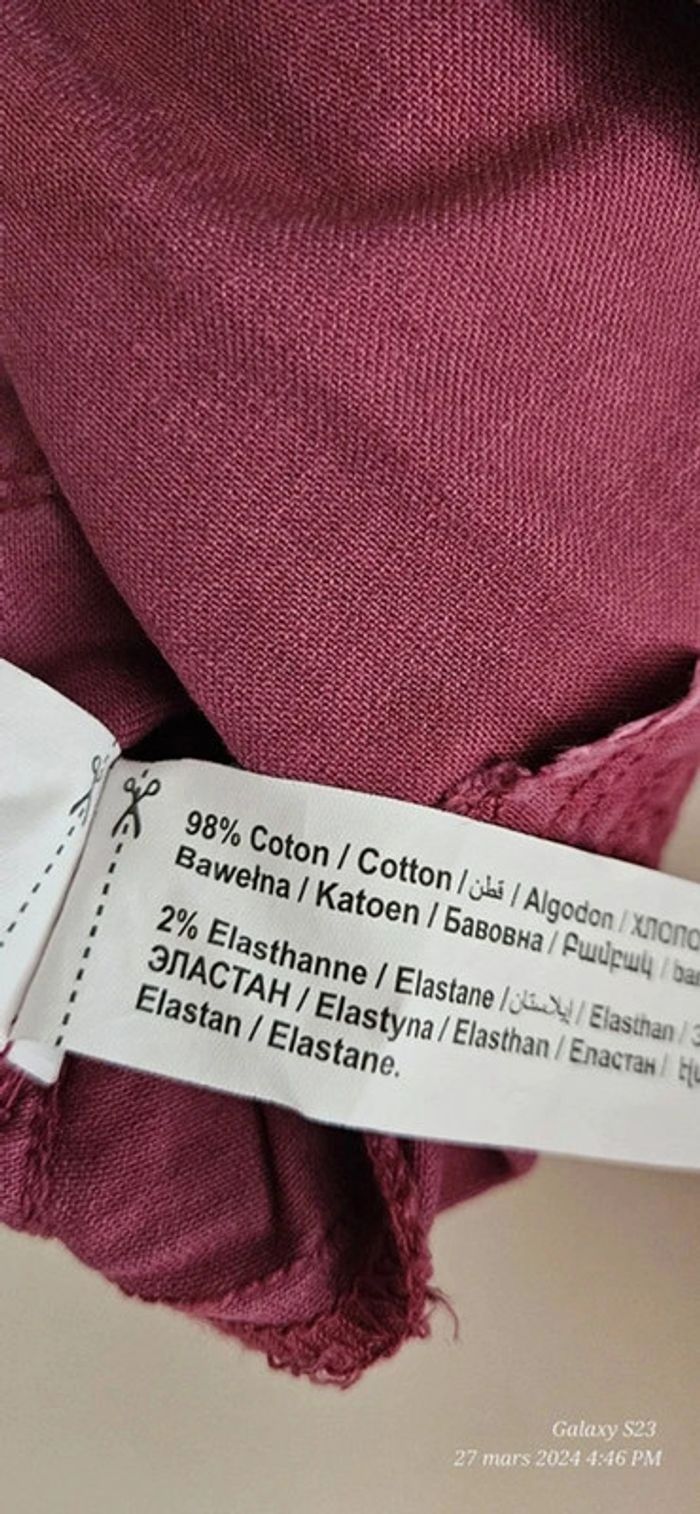 98% Coton / Cotton / قطن / Algodon / ХЛОПО
Bawełna / Katoen / Бавовна / Բամբակ / bar
2% Elasthanne / Elastane / إيلاستان / Elasthan /
ЭЛАСТАН / Elastyna / Elasthan / Еластан /
Elastan / Elastane.
Galaxy S23
27 mars 2024 4:46 PM